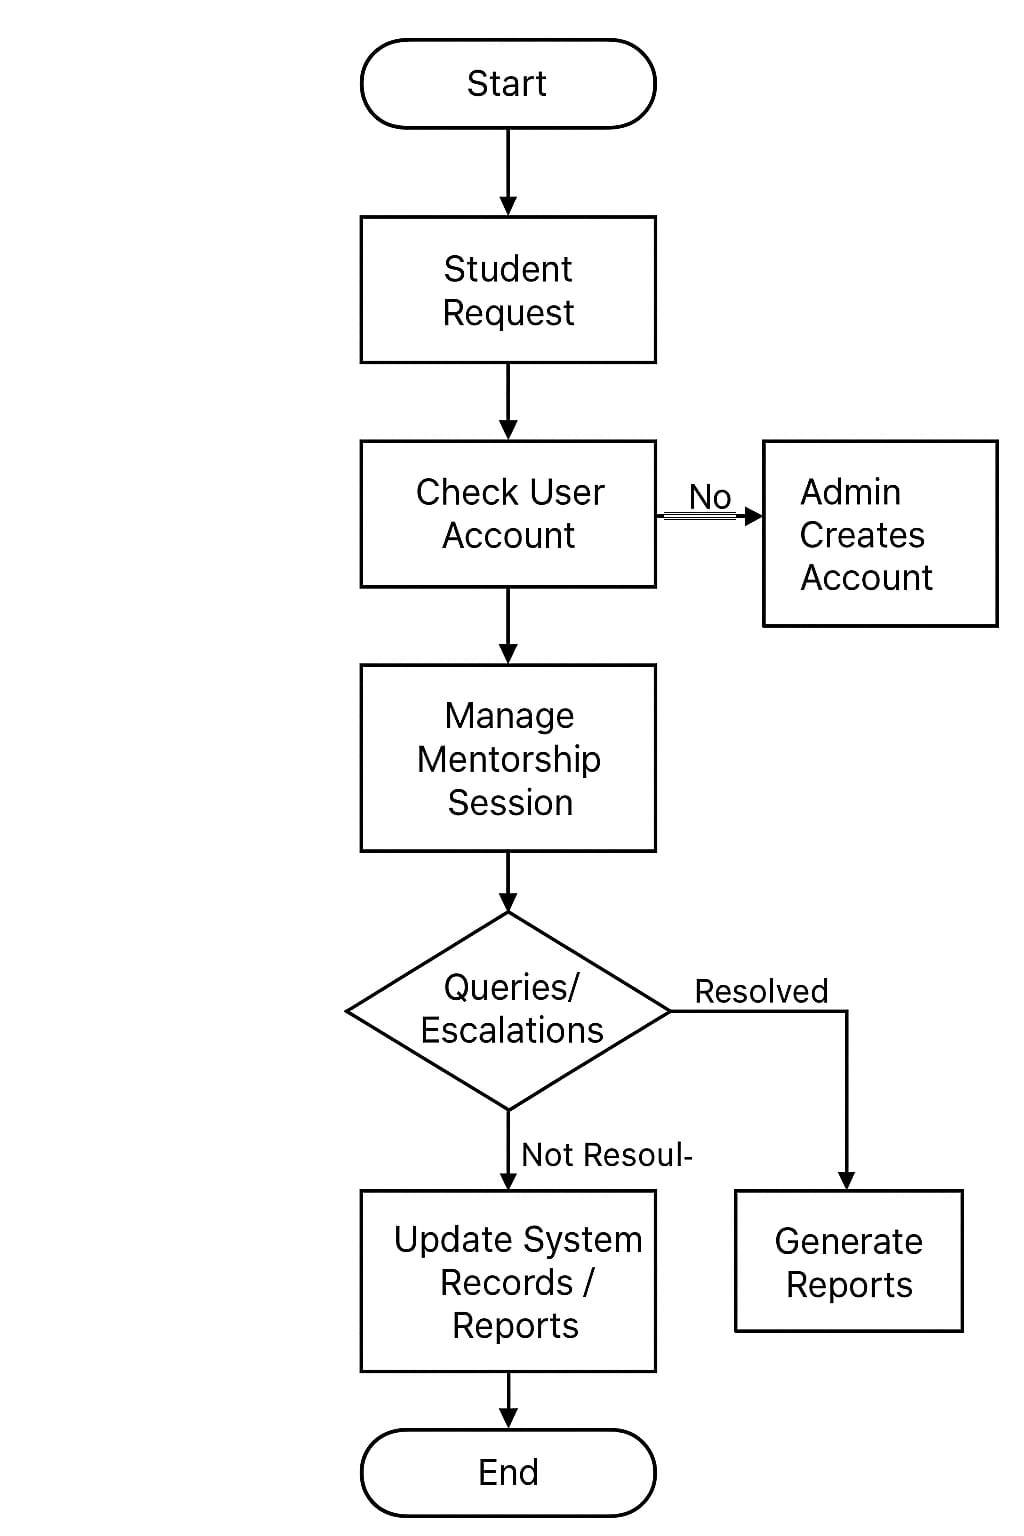 Start
Student
Request
Check User
Account
No
Admin
Creates
Account
Manage
Mentorship
Session
Queries/
Escalations
Resolved
Not Resoul-
Update System
Records /
Reports
Generate
Reports
End